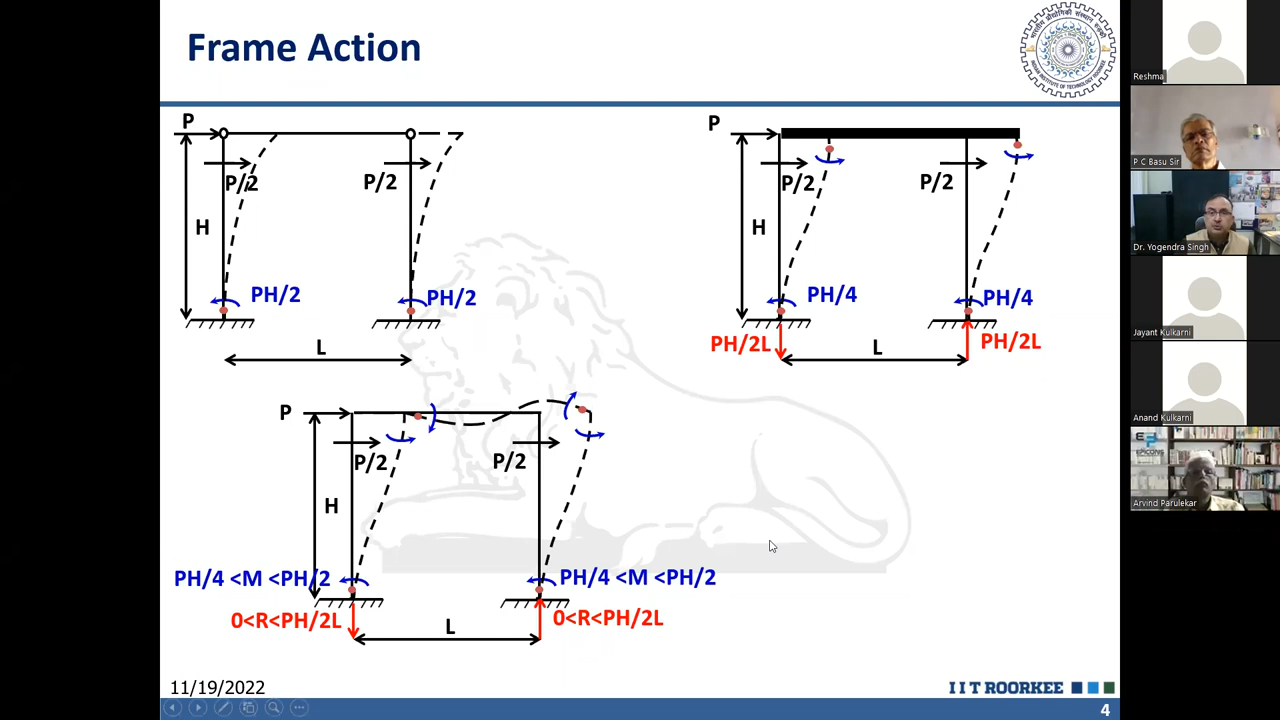 Frame Action
P
P/2
P/2
H
PH/2
PH/2
L
P
P/2
P/2
H
PH/4
PH/4
PH/2L
PH/2L
L
P
P/2
P/2
H
PH/4 <M <PH/2
PH/4 <M <PH/2
0<R<PH/2L
0<R<PH/2L
L
11/19/2022
I I T ROORKEE
4
Reshma
P C Basu Sir
Dr. Yogendra Singh
Jayant Kulkarni
Anand Kulkarni
Arvind Parulekar